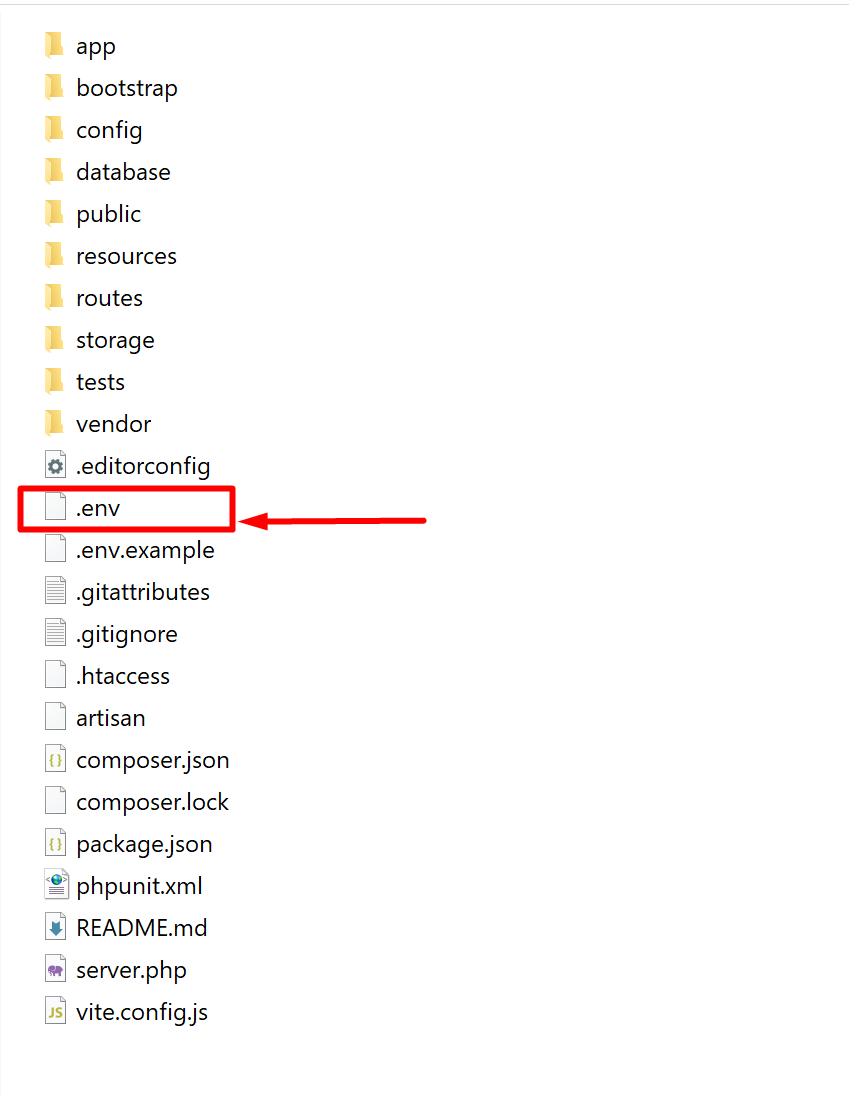 app
bootstrap
config
database
public
resources
routes
storage
tests
vendor
.editorconfig
.env
.env.example
.gitattributes
.gitignore
.htaccess
artisan
composer.json
composer.lock
package.json
phpunit.xml
README.md
server.php
JS vite.config.js